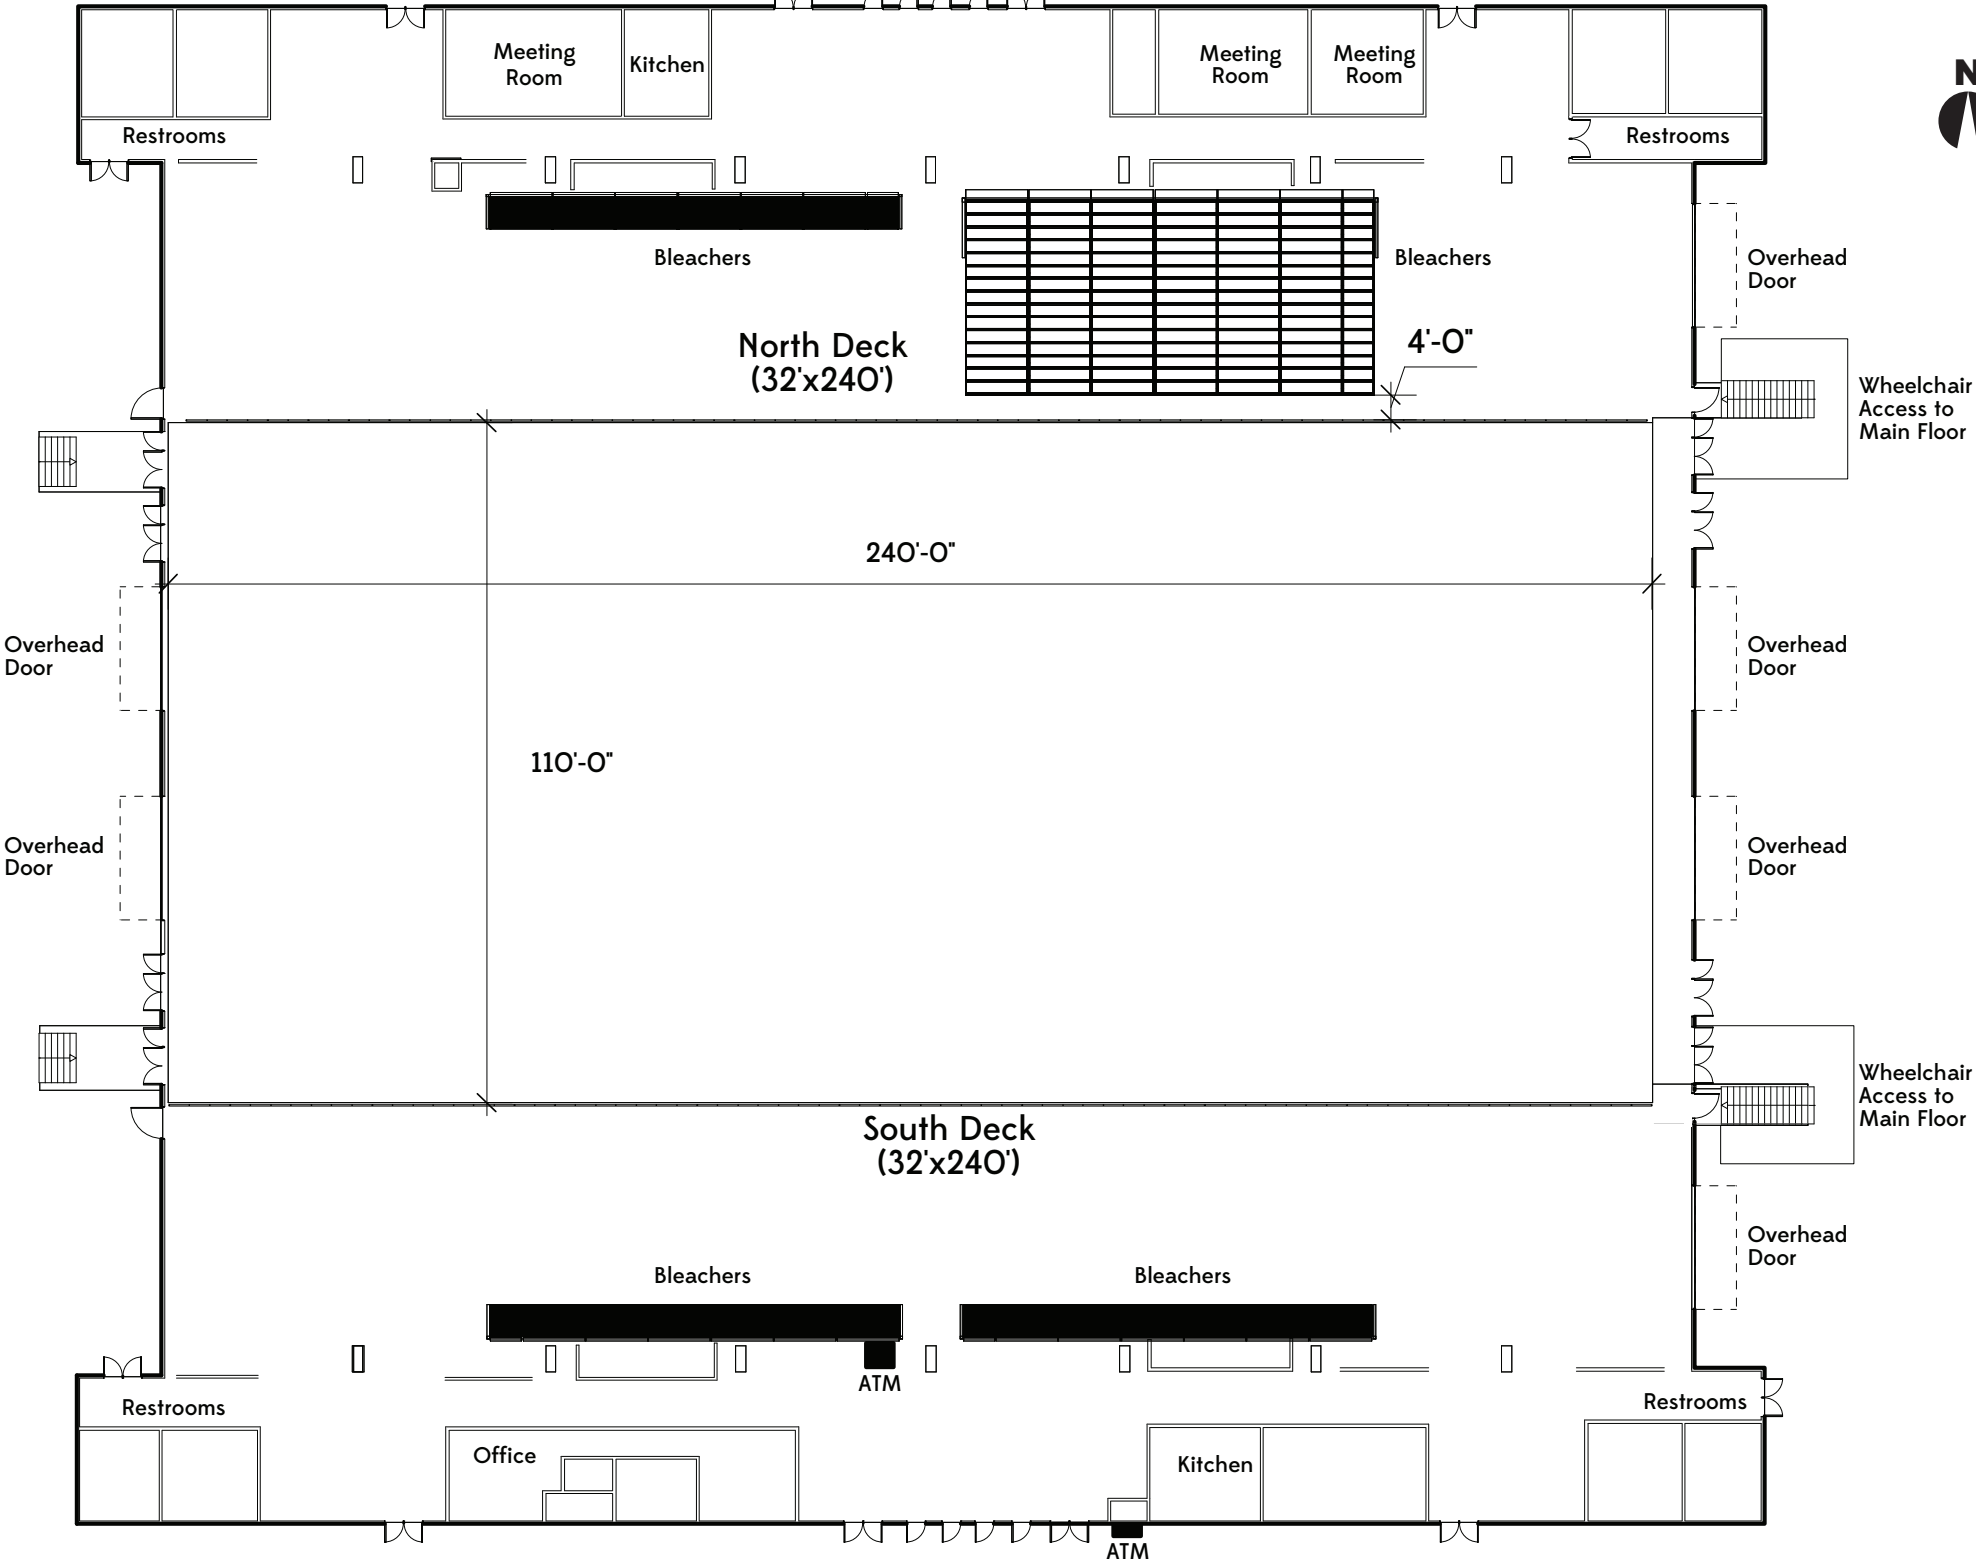 Meeting
Room
Kitchen
Meeting
Room
Meeting
Room
N
Restrooms
Restrooms
Bleachers
Bleachers
Overhead
Door
North Deck
(32'x240')
4'-0"
Wheelchair
Access to
Main Floor
240'-0"
Overhead
Door
Overhead
Door
110'-0"
Overhead
Door
Overhead
Door
Wheelchair
Access to
Main Floor
South Deck
(32'x240')
Overhead
Door
Bleachers
Bleachers
ATM
Restrooms
Restrooms
Office
Kitchen
ATM